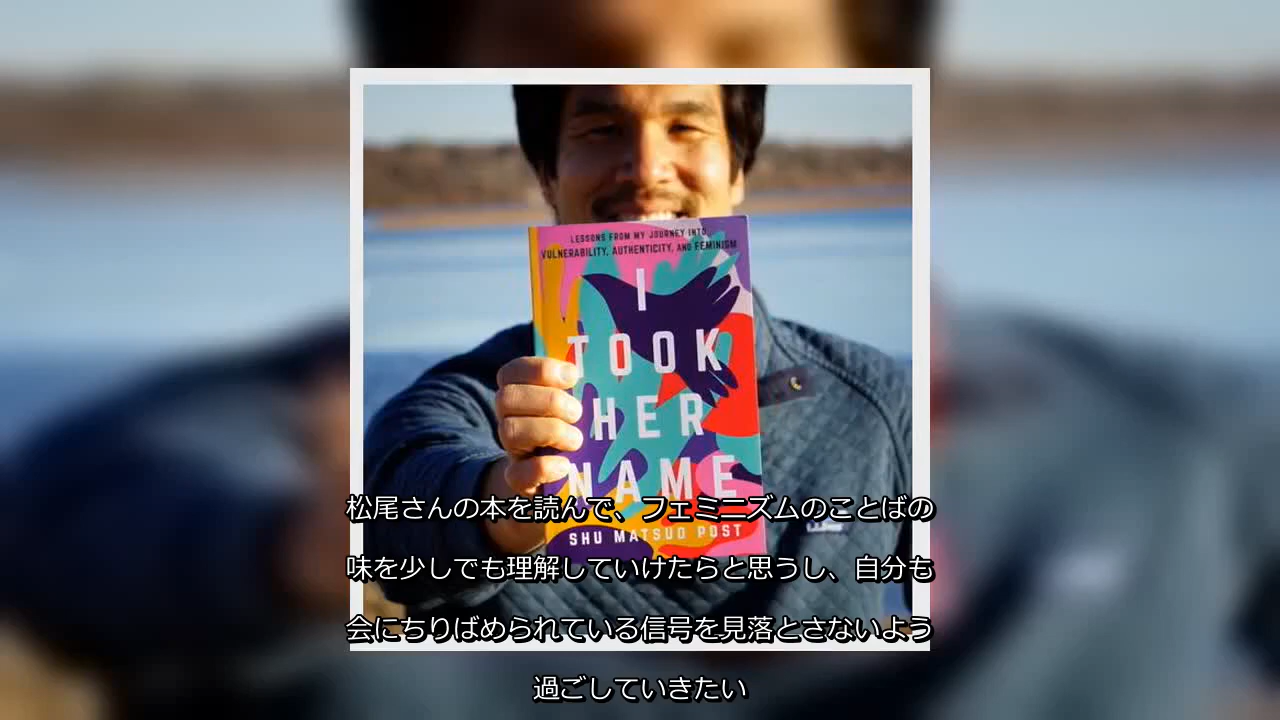 LESSONS FROM MY JOURNEY INTO
VULNERABILITY, AUTHENTICITY, AND FEMINISM
I
TOOK
HER
NAME
SHU MATSUO POST
松尾さんの本を読んで、フェミニズムのことばの
味を少しでも理解していけたらと思うし、自分も
会にちりばめられている信号を見落とさないよう
過ごしていきたい